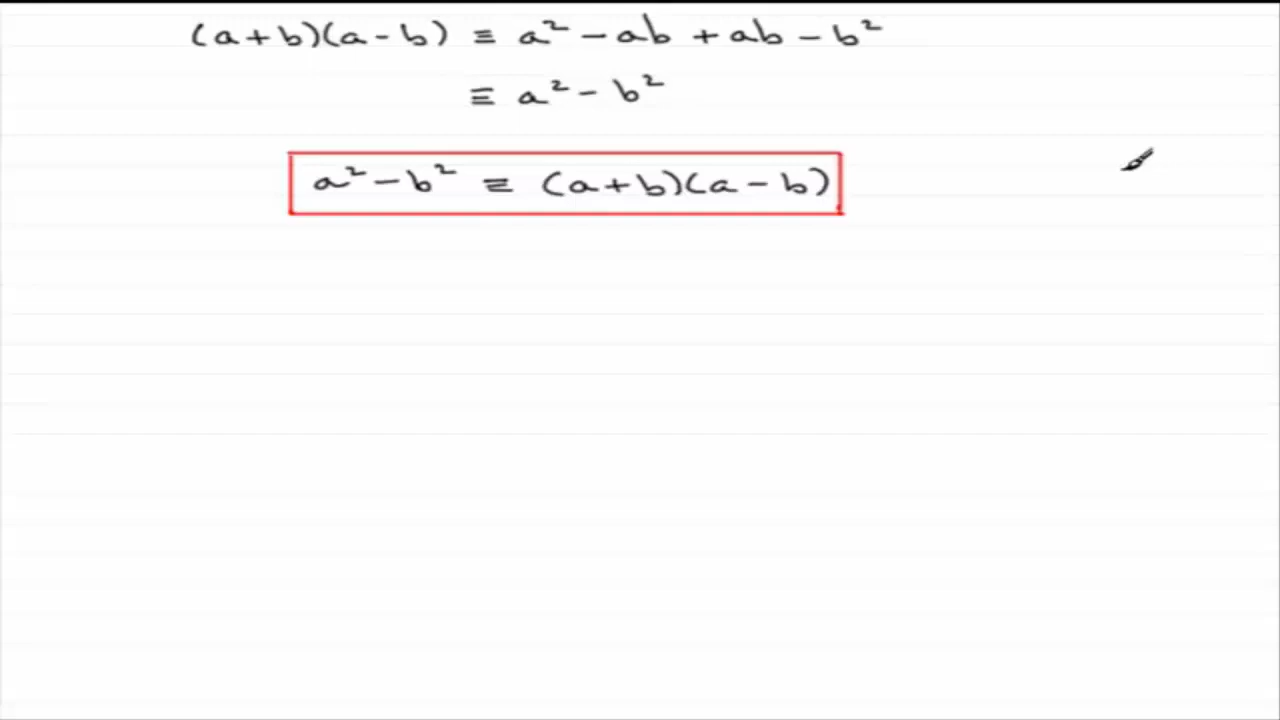 (a+b)(a-b) ≡ a² - ab + ab - b²
≡ a² - b²
a² - b² ≡ (a+b)(a-b)